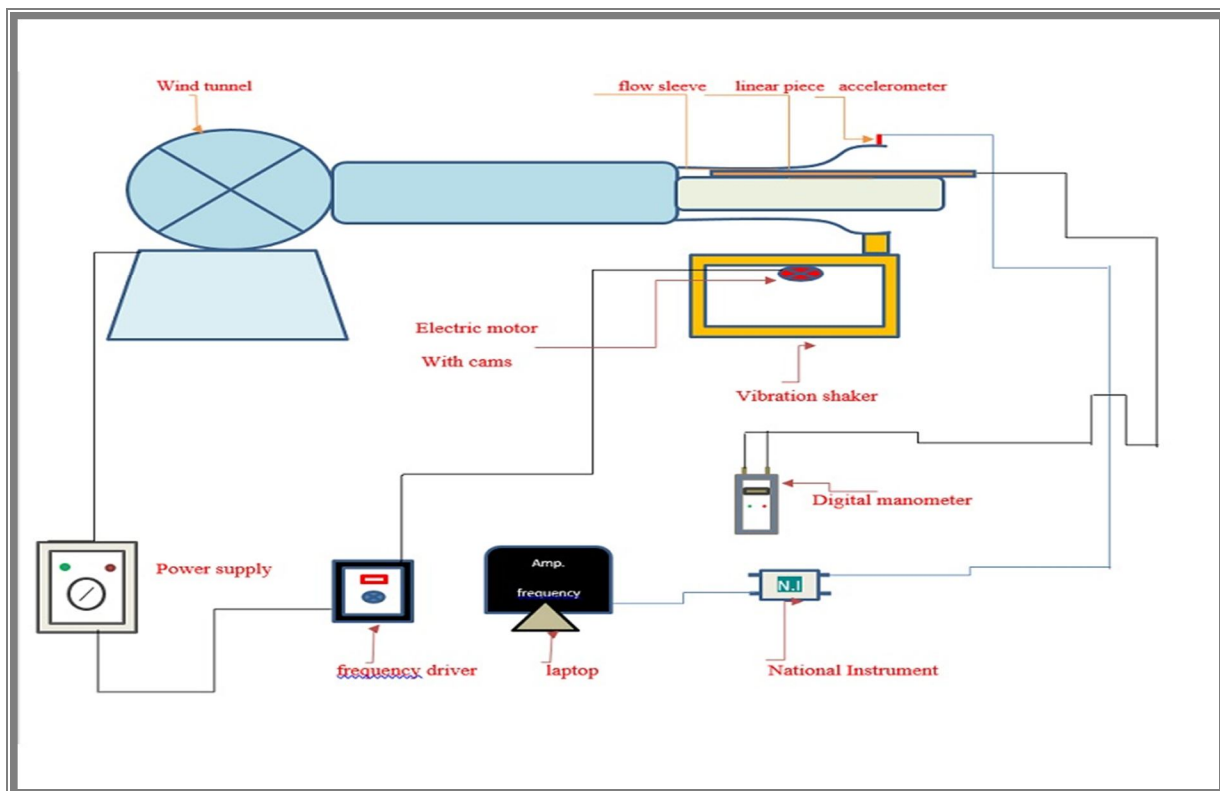 Wind tunnel
flow sleeve
linear piece
accelerometer
Electric motor
With cams
Vibration shaker
Digital manometer
Power supply
Amp.
frequency
N.I
frequency driver
laptop
National Instrument